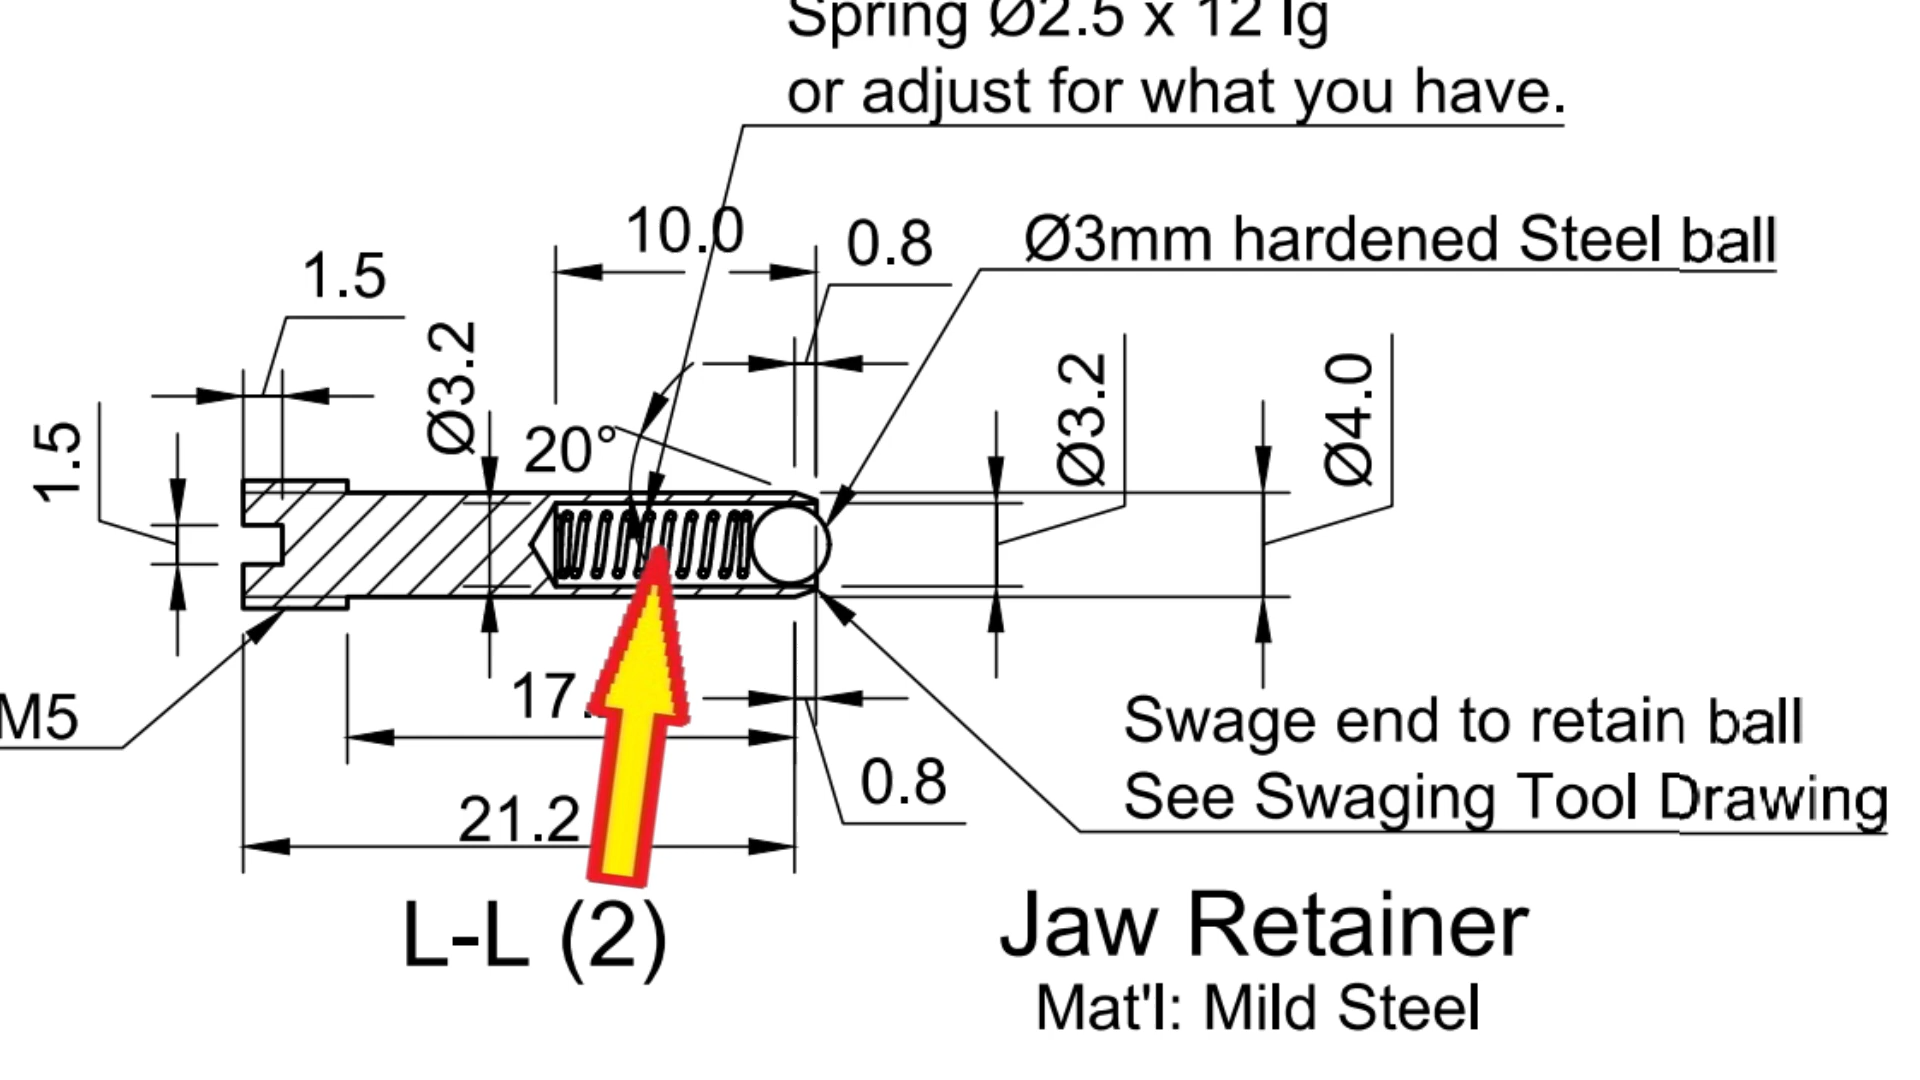 Spring Ø2.5 x 12 lg
or adjust for what you have.
10.0
0.8
Ø3mm hardened Steel ball
1.5
Ø3.2
Ø3.2
Ø4.0
1.5
20°
M5
17.
0.8
21.2
Swage end to retain ball
See Swaging Tool Drawing
L-L (2)
Jaw Retainer
Mat'l: Mild Steel